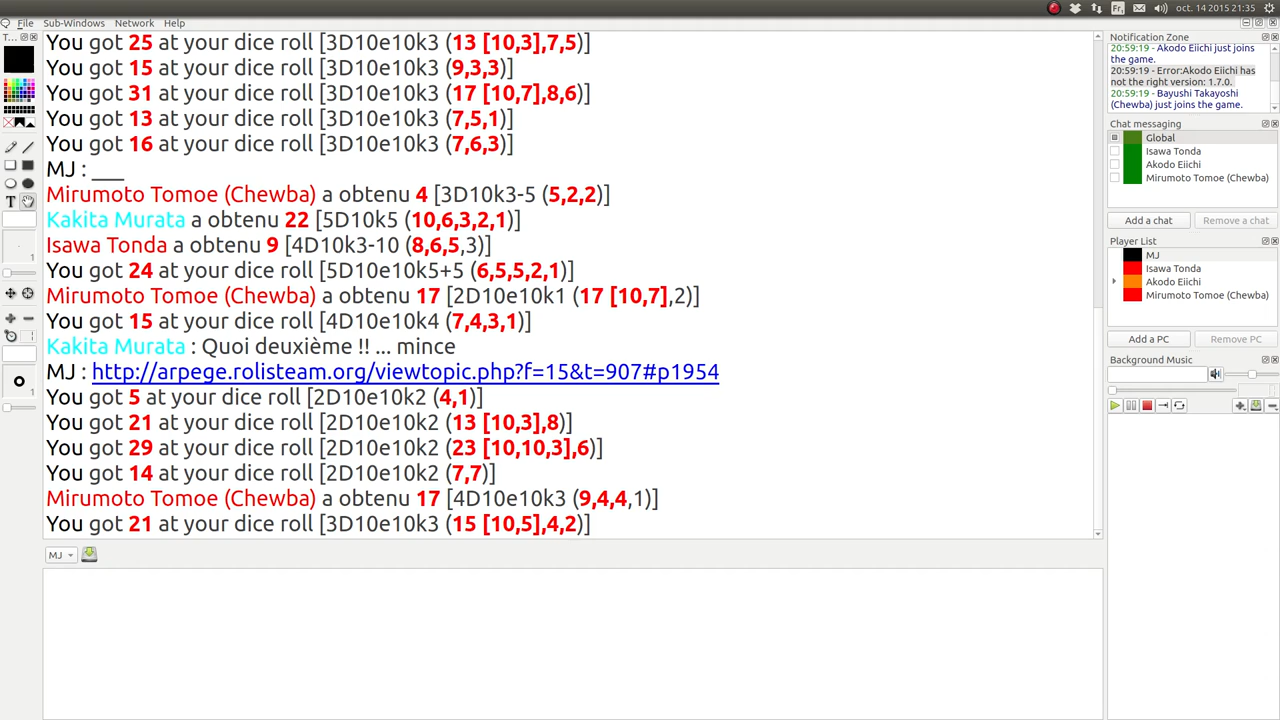 Fr
oct. 14 2015 21:35
File Sub-Windows Network Help
T...
T
1
1
You got 25 at your dice roll [3D10e10k3 (13 [10,3],7,5)]
You got 15 at your dice roll [3D10e10k3 (9,3,3)]
You got 31 at your dice roll [3D10e10k3 (17 [10,7],8,6)]
You got 13 at your dice roll [3D10e10k3 (7,5,1)]
You got 16 at your dice roll [3D10e10k3 (7,6,3)]
MJ : ___
Mirumoto Tomoe (Chewba) a obtenu 4 [3D10k3-5 (5,2,2)]
Kakita Murata a obtenu 22 [5D10k5 (10,6,3,2,1)]
Isawa Tonda a obtenu 9 [4D10k3-10 (8,6,5,3)]
You got 24 at your dice roll [5D10e10k5+5 (6,5,5,2,1)]
Mirumoto Tomoe (Chewba) a obtenu 17 [2D10e10k1 (17 [10,7],2)]
You got 15 at your dice roll [4D10e10k4 (7,4,3,1)]
Kakita Murata : Quoi deuxième !! ... mince
MJ : http://arpege.rolisteam.org/viewtopic.php?f=15&t=907#p1954
You got 5 at your dice roll [2D10e10k2 (4,1)]
You got 21 at your dice roll [2D10e10k2 (13 [10,3],8)]
You got 29 at your dice roll [2D10e10k2 (23 [10,10,3],6)]
You got 14 at your dice roll [2D10e10k2 (7,7)]
Mirumoto Tomoe (Chewba) a obtenu 17 [4D10e10k3 (9,4,4,1)]
You got 21 at your dice roll [3D10e10k3 (15 [10,5],4,2)]
MJ
Notification Zone
20:59:19 - Akodo Eiichi just joins
the game.
20:59:19 - Error:Akodo Eiichi has
not the right version: 1.7.0.
20:59:19 - Bayushi Takayoshi
(Chewba) just joins the game.
Chat messaging
Global
Isawa Tonda
Akodo Eiichi
Mirumoto Tomoe (Chewba)
Add a chat Remove a chat
Player List
MJ
Isawa Tonda
Akodo Eiichi
Mirumoto Tomoe (Chewba)
Add a PC Remove PC
Background Music